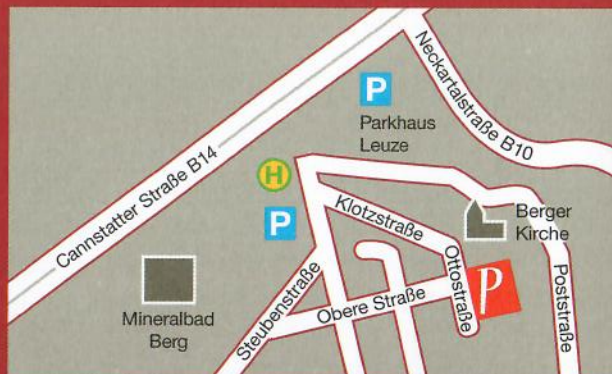 Neckartalstraße B10
P
Parkhaus
Leuze
Cannstatter Straße B14
H
P
Klotzstraße
Berger
Kirche
Ottostraße
Poststraße
P
Steubenstraße
Obere Straße
Mineralbad
Berg